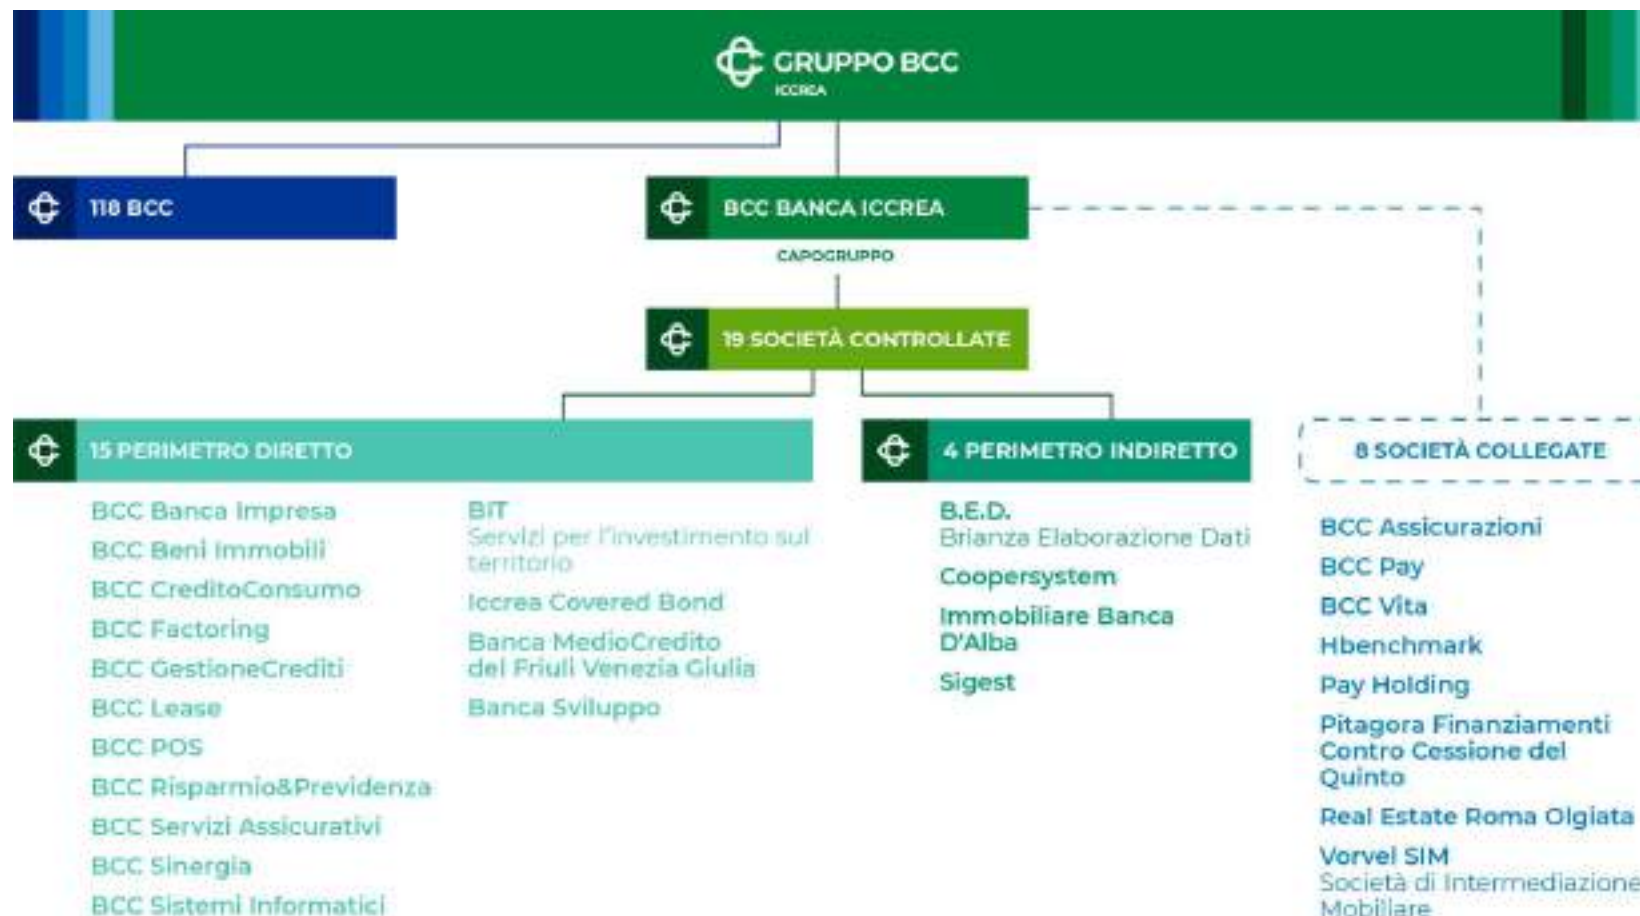 GRUPPO BCC
ICCREA
118 BCC
BCC BANCA ICCREA
CAPOGRUPPO
19 SOCIETÀ CONTROLLATE
15 PERIMETRO DIRETTO
BCC Banca Impresa
BCC Beni Immobili
BCC CreditoConsumo
BCC Factoring
BCC GestioneCrediti
BCC Lease
BCC POS
BCC Risparmio&Previdenza
BCC Servizi Assicurativi
BCC Sinergia
BCC Sistemi Informatici
BIT
Servizi per l'investimento sul
territorio
Iccrea Covered Bond
Banca MedioCredito
del Friuli Venezia Giulia
Banca Sviluppo
4 PERIMETRO INDIRETTO
B.E.D.
Brianza Elaborazione Dati
Coopersystem
Immobiliare Banca
D'Alba
Sigest
8 SOCIETÀ COLLEGATE
BCC Assicurazioni
BCC Pay
BCC Vita
Hbenchmark
Pay Holding
Pitagora Finanziamenti
Contro Cessione del
Quinto
Real Estate Roma Olgiata
Vorvel SIM
Società di Intermediazione
Mobiliare